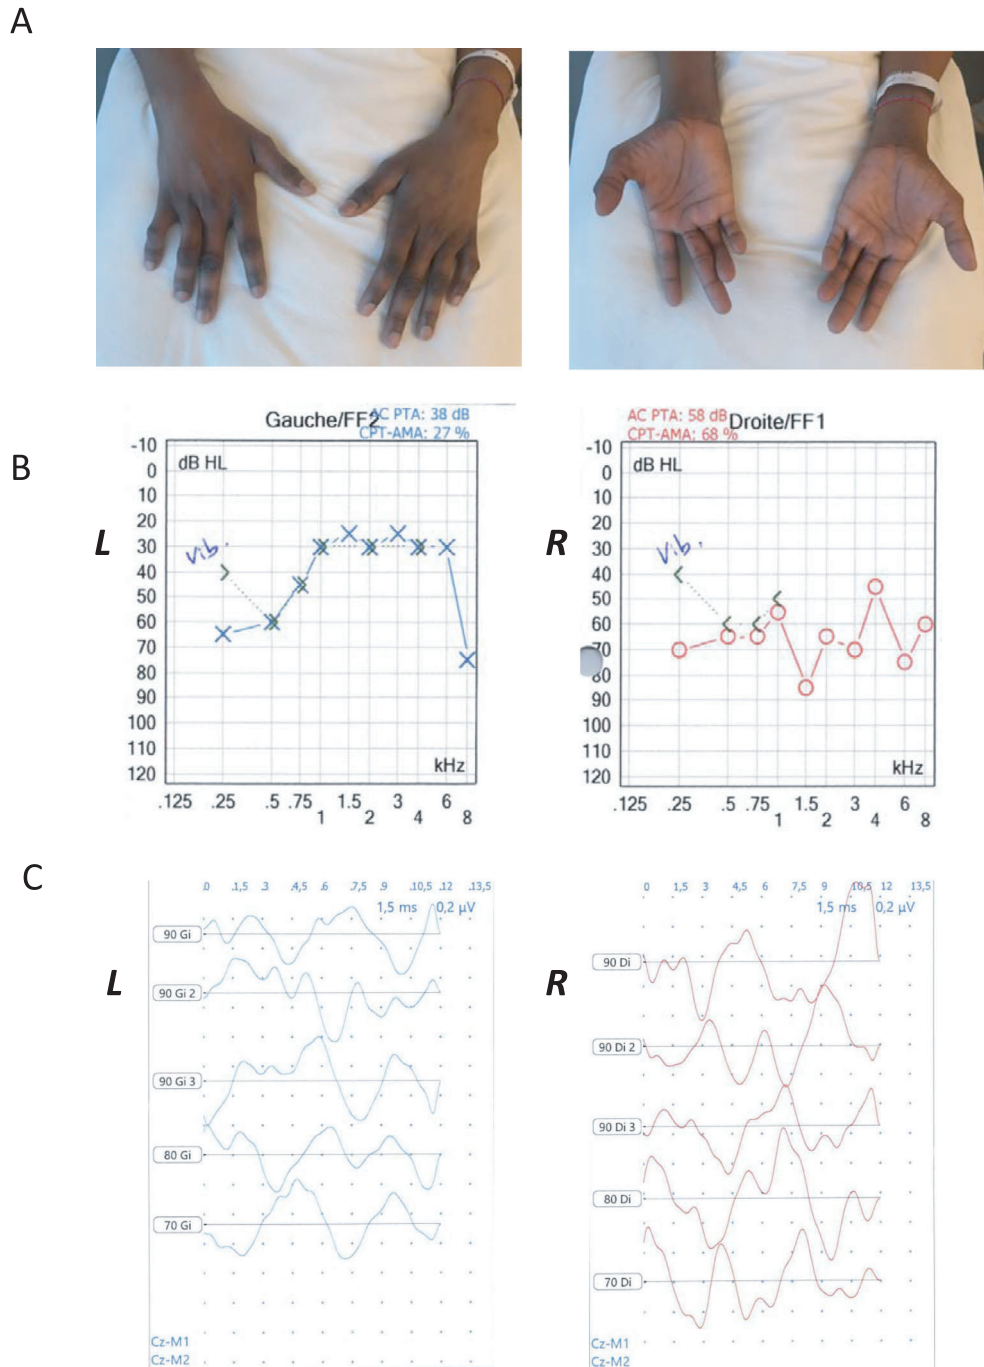 A
B
Gauche/FF2
AC PTA: 38 dB
CPT-AMA: 27 %
L
-10
0
10
20
30
40
50
60
70
80
90
100
110
120
dB HL
vib.
kHz
.125 .25 .5 .75 1.5 3 6
1 2 4 8
AC PTA: 58 dB
CPT-AMA: 68 %
Droite/FF1
R
-10
0
10
20
30
40
50
60
70
80
90
100
110
120
dB HL
vib.
kHz
.125 .25 .5 .75 1.5 3 6
1 2 4 8
C
L
.0 .1,5 .3 .4,5 .6 .7,5 .9 .10,5 .12 .13,5
1,5 ms 0,2 µV
90 Gi
90 Gi 2
90 Gi 3
80 Gi
70 Gi
Cz-M1
Cz-M2
R
0 1,5 3 4,5 6 7,5 9 10,5 12 13,5
1,5 ms 0,2 µV
90 Di
90 Di 2
90 Di 3
80 Di
70 Di
Cz-M1
Cz-M2